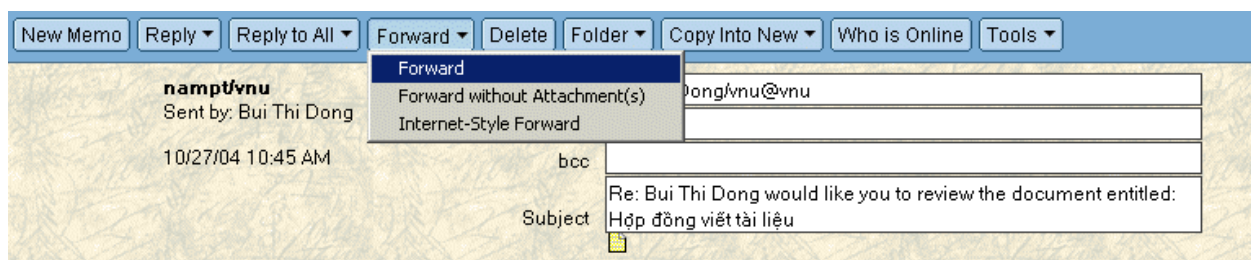 New Memo Reply Reply to All Forward Delete Folder Copy Into New Who is Online Tools
Forward
Forward without Attachment(s)
Internet-Style Forward
nampt/vnu
Dong/vnu@vnu
Sent by: Bui Thi Dong
10/27/04 10:45 AM
bcc
Re: Bui Thi Dong would like you to review the document entitled:
Subject Hợp đồng viết tài liệu